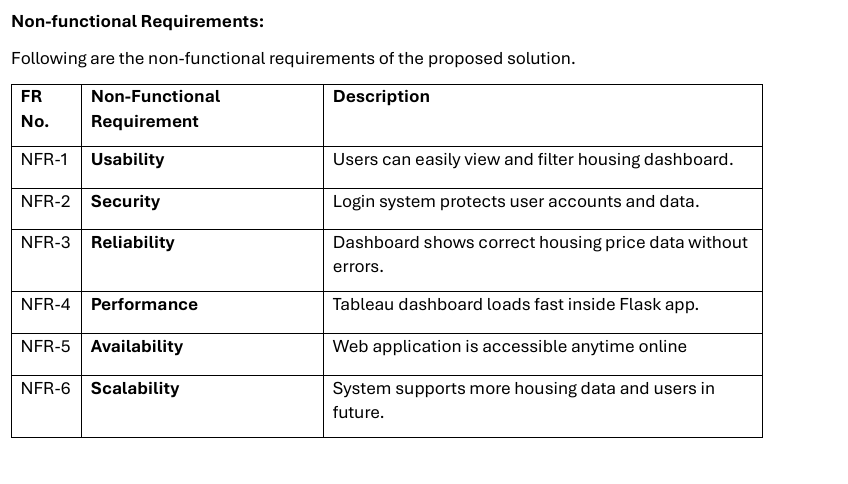 Non-functional Requirements:
Following are the non-functional requirements of the proposed solution.
FR No. Non-Functional Requirement Description
NFR-1 Usability Users can easily view and filter housing dashboard.
NFR-2 Security Login system protects user accounts and data.
NFR-3 Reliability Dashboard shows correct housing price data without errors.
NFR-4 Performance Tableau dashboard loads fast inside Flask app.
NFR-5 Availability Web application is accessible anytime online
NFR-6 Scalability System supports more housing data and users in future.